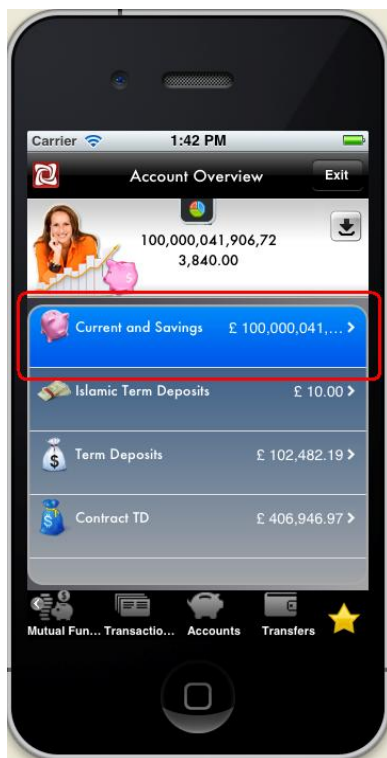 Carrier 1:42 PM
Account Overview Exit
100,000,041,906,72
3,840.00
Current and Savings £ 100,000,041,...
Islamic Term Deposits £ 10.00
Term Deposits £ 102,482.19
Contract TD £ 406,946.97
Mutual Fun... Transactio... Accounts Transfers